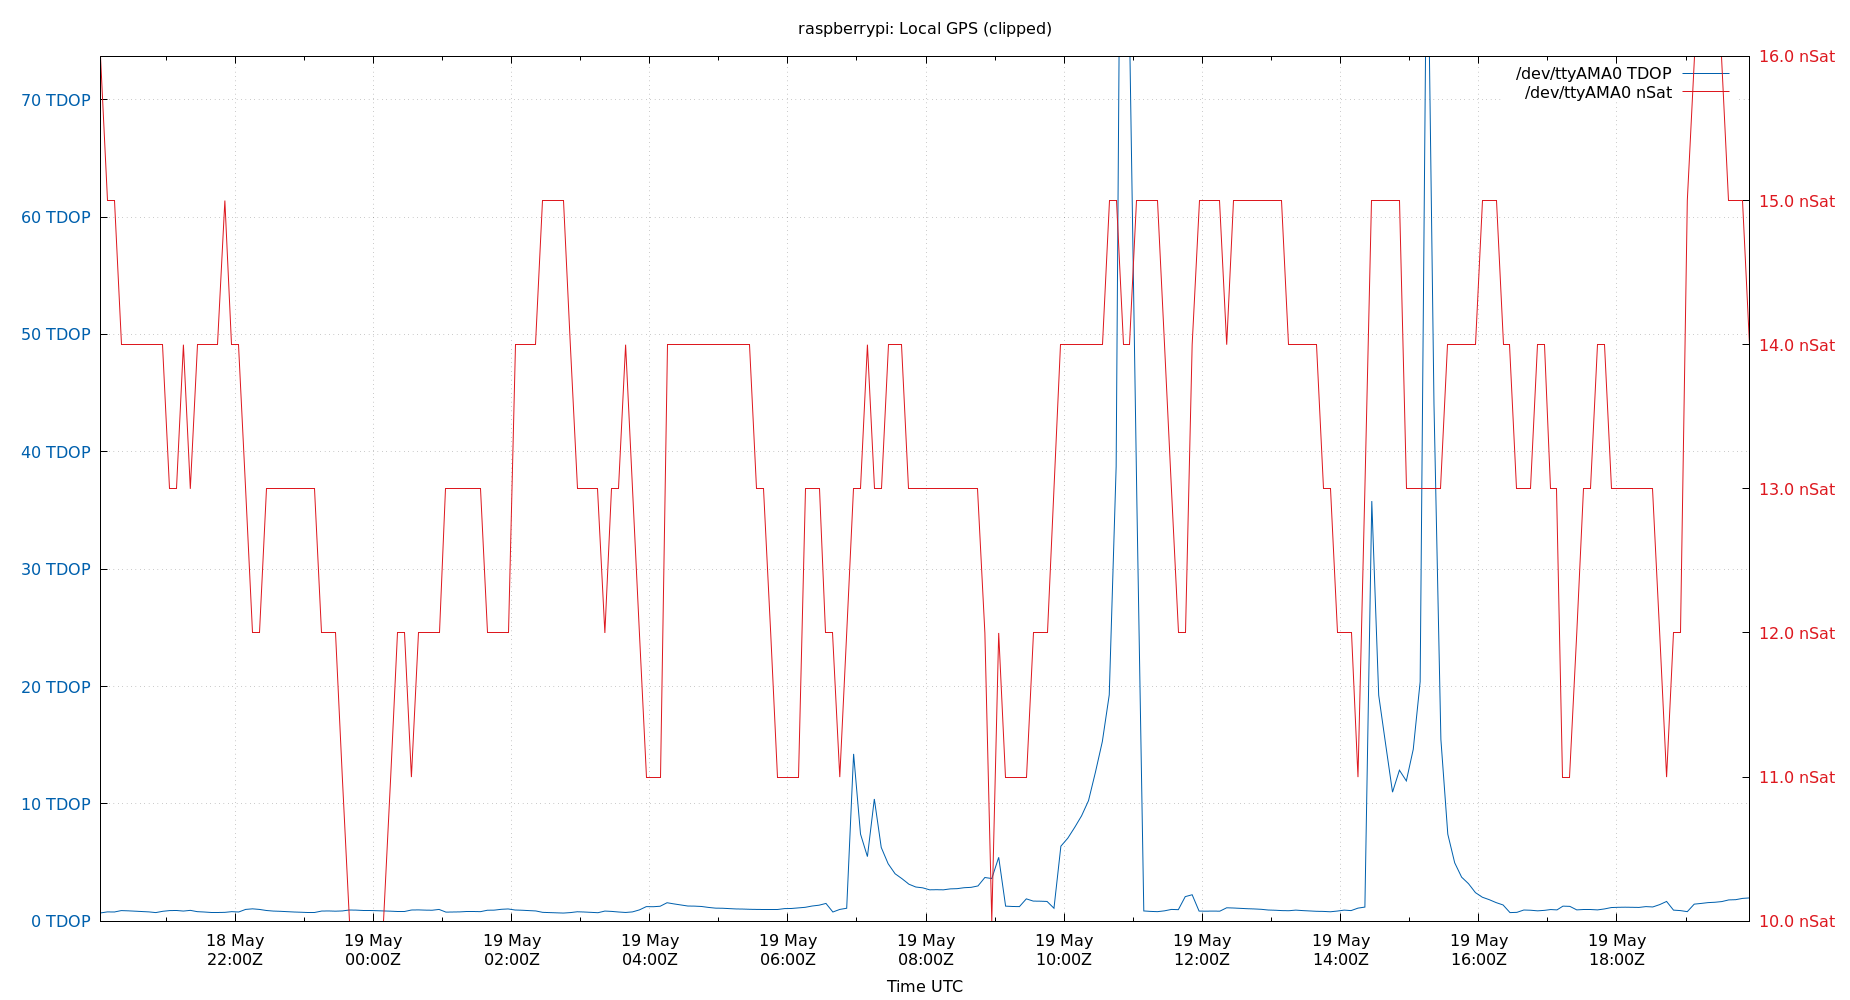 raspberrypi: Local GPS (clipped)
/dev/ttyAMA0 TDOP
/dev/ttyAMA0 nSat
70 TDOP
60 TDOP
50 TDOP
40 TDOP
30 TDOP
20 TDOP
10 TDOP
0 TDOP
16.0 nSat
15.0 nSat
14.0 nSat
13.0 nSat
12.0 nSat
11.0 nSat
10.0 nSat
18 May
22:00Z
19 May
00:00Z
19 May
02:00Z
19 May
04:00Z
19 May
06:00Z
19 May
08:00Z
19 May
10:00Z
19 May
12:00Z
19 May
14:00Z
19 May
16:00Z
19 May
18:00Z
Time UTC